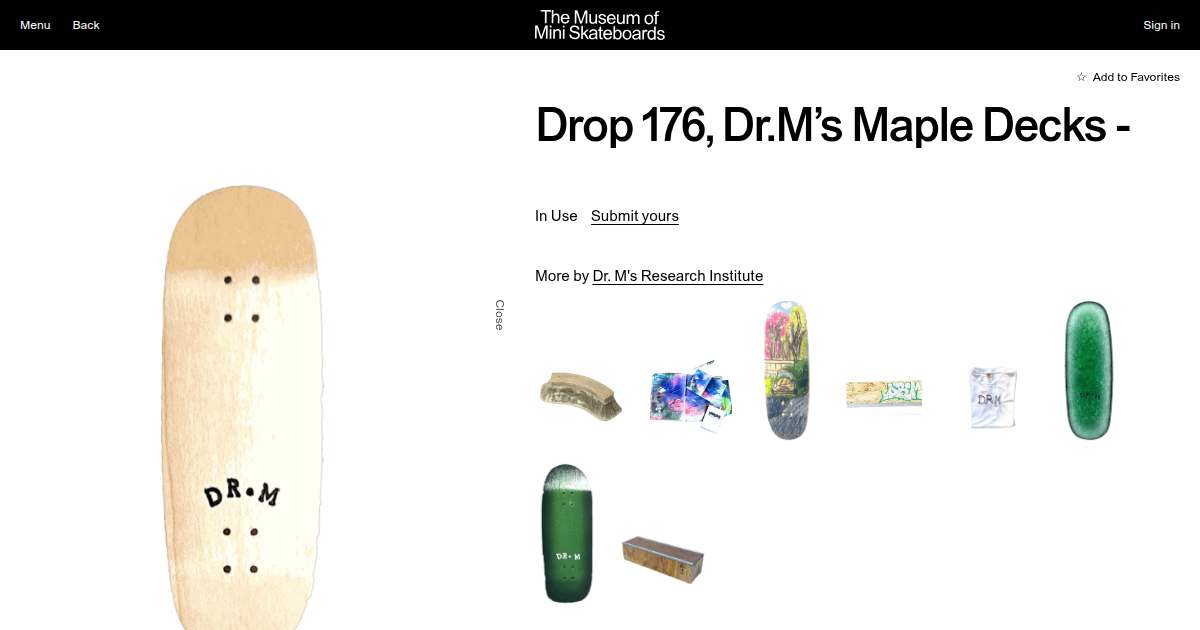 Menu
Back
The Museum of
Mini Skateboards
Sign in
☆ Add to Favorites
Drop 176, Dr.M’s Maple Decks -
In Use
Submit yours
More by Dr. M's Research Institute
Close
DR•M
DR.M
DR•M